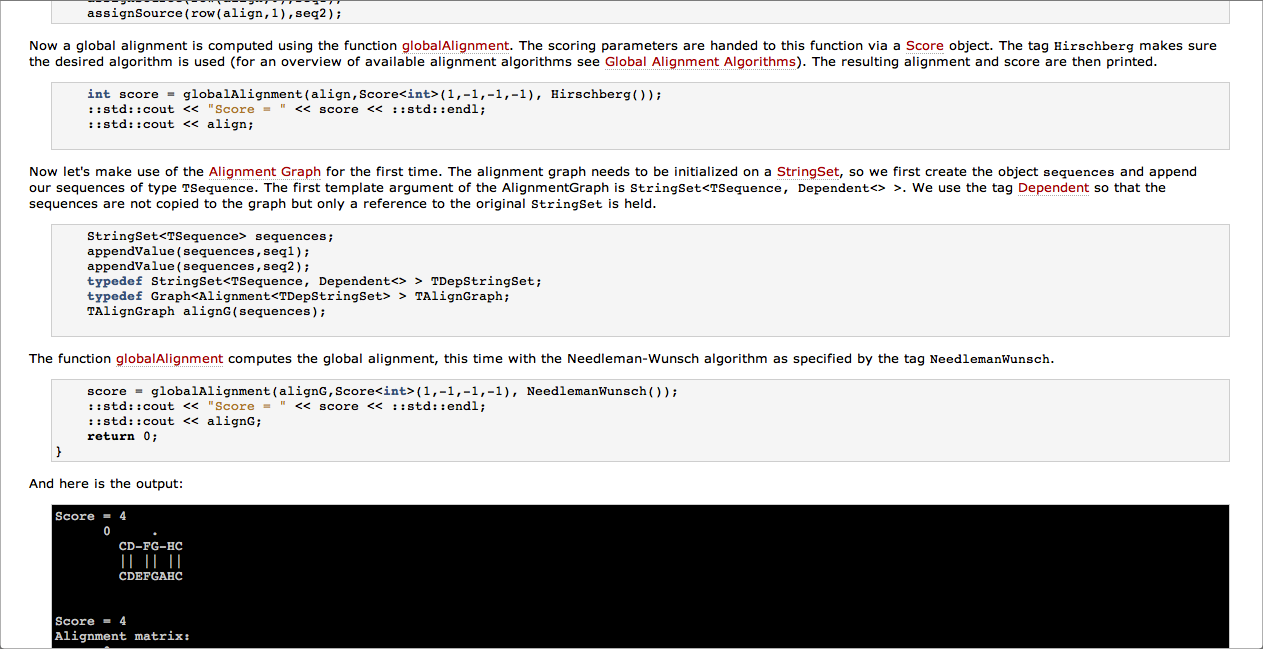 assignSource(row(align,1),seq2);
Now a global alignment is computed using the function globalAlignment. The scoring parameters are handed to this function via a Score object. The tag Hirschberg makes sure
the desired algorithm is used (for an overview of available alignment algorithms see Global Alignment Algorithms). The resulting alignment and score are then printed.
int score = globalAlignment(align,Score<int>(1,-1,-1,-1), Hirschberg());
::std::cout << "Score = " << score << ::std::endl;
::std::cout << align;
Now let's make use of the Alignment Graph for the first time. The alignment graph needs to be initialized on a StringSet, so we first create the object sequences and append
our sequences of type TSequence. The first template argument of the AlignmentGraph is StringSet<TSequence, Dependent<> >. We use the tag Dependent so that the
sequences are not copied to the graph but only a reference to the original StringSet is held.
StringSet<TSequence> sequences;
appendValue(sequences,seq1);
appendValue(sequences,seq2);
typedef StringSet<TSequence, Dependent<> > TDepStringSet;
typedef Graph<Alignment<TDepStringSet> > TAlignGraph;
TAlignGraph alignG(sequences);
The function globalAlignment computes the global alignment, this time with the Needleman-Wunsch algorithm as specified by the tag NeedlemanWunsch.
score = globalAlignment(alignG,Score<int>(1,-1,-1,-1), NeedlemanWunsch());
::std::cout << "Score = " << score << ::std::endl;
::std::cout << alignG;
return 0;
}
And here is the output:
Score = 4
0 .
CD-FG-HC
|| || ||
CDEFGAHC
Score = 4
Alignment matrix: